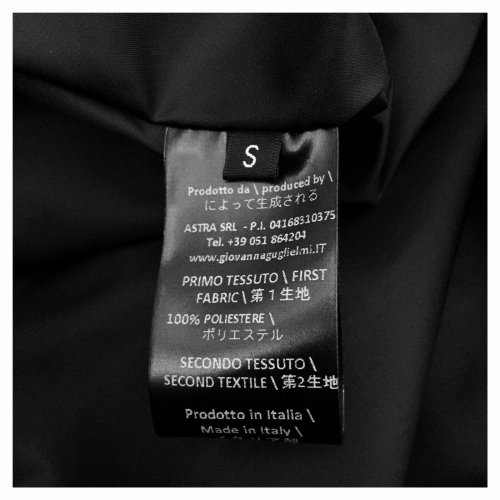 S
Prodotto da \ produced by \
によって生成される
ASTRA SRL - P.I. 04168310375
Tel. +39 051 864204
www.giovannaguglielmi.IT
PRIMO TESSUTO \ FIRST
FABRIC \ 第1生地
100% POLIESTERE \
ポリエステル
SECONDO TESSUTO \
SECOND TEXTILE \ 第2生地
Prodotto in Italia \
Made in Italy \